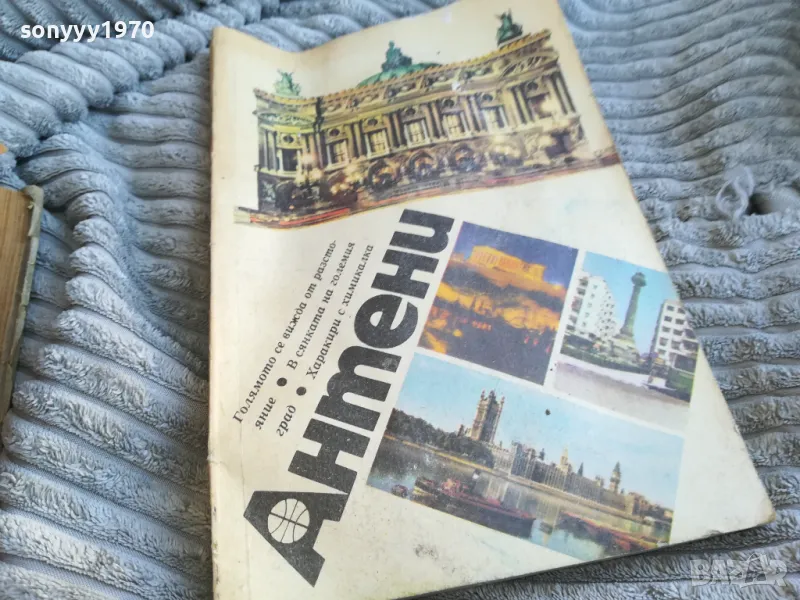 sonyyy1970
Голямото се вижда от разсто-
яние • В сянката на големия
град • Харакири с химикалка
Антени